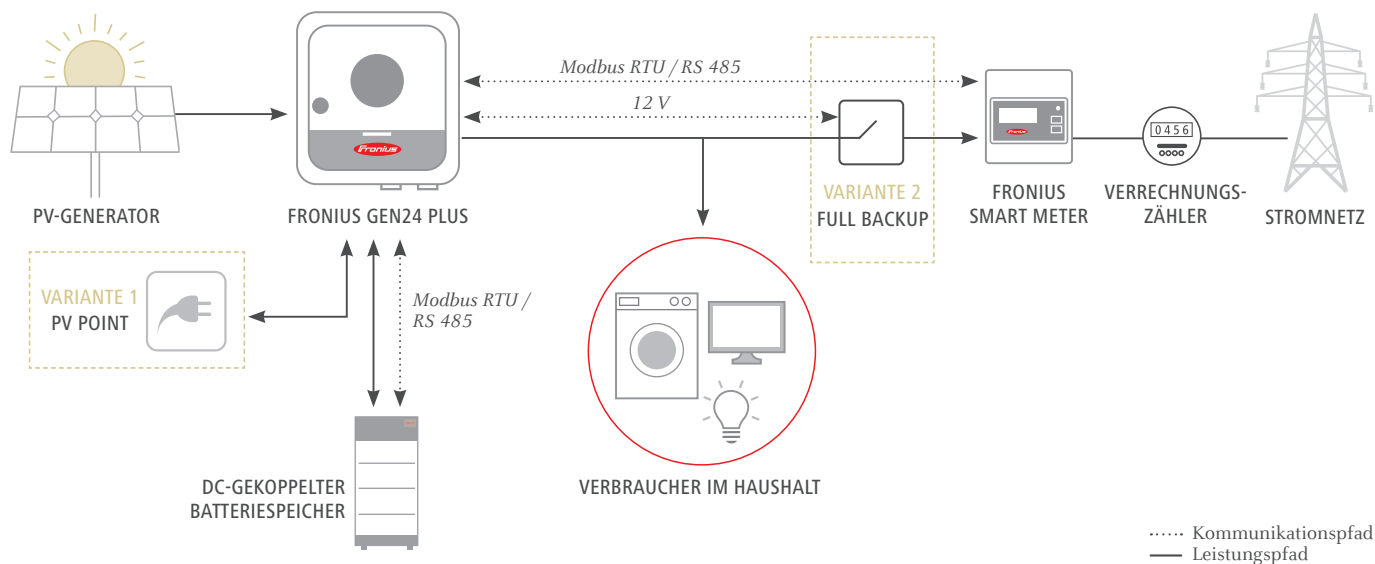 Modbus RTU / RS 485
12 V
Fronius
Fronius
0456
PV-GENERATOR
FRONIUS GEN24 PLUS
VARIANTE 2
FULL BACKUP
FRONIUS
SMART METER
VERRECHNUNGS-
ZÄHLER
STROMNETZ
VARIANTE 1
PV POINT
Modbus RTU /
RS 485
DC-GEKOPPELTER
BATTERIESPEICHER
VERBRAUCHER IM HAUSHALT
Kommunikationspfad
Leistungspfad